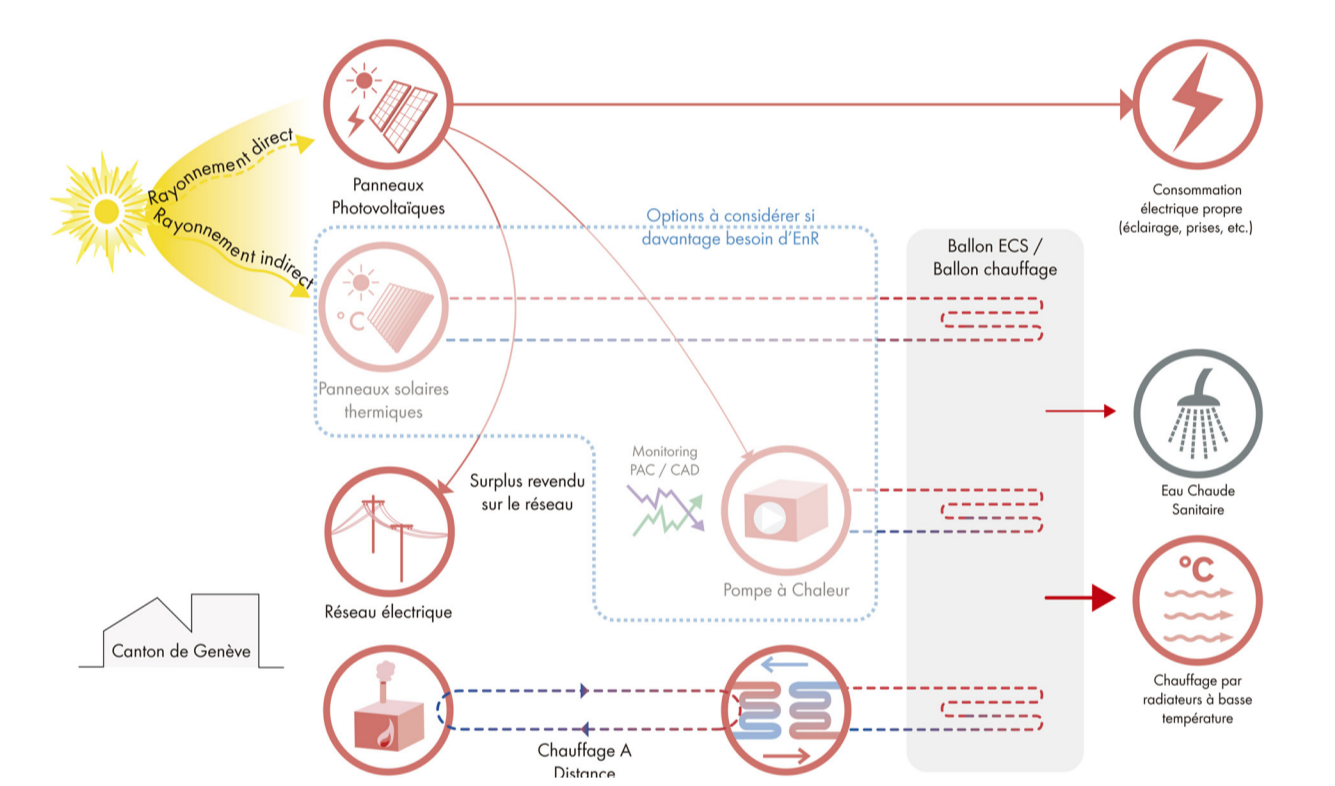 Rayonnement direct
Rayonnement indirect
Panneaux
Photovoltaïques
Consommation
électrique propre
(éclairage, prises, etc.)
Options à considérer si
davantage besoin d'EnR
Ballon ECS /
Ballon chauffage
°C
Panneaux solaires
thermiques
Monitoring
PAC / CAD
Surplus revendu
sur le réseau
Eau Chaude
Sanitaire
Pompe à Chaleur
Réseau électrique
°C
Canton de Genève
Chauffage par
radiateurs à basse
température
Chauffage A
Distance